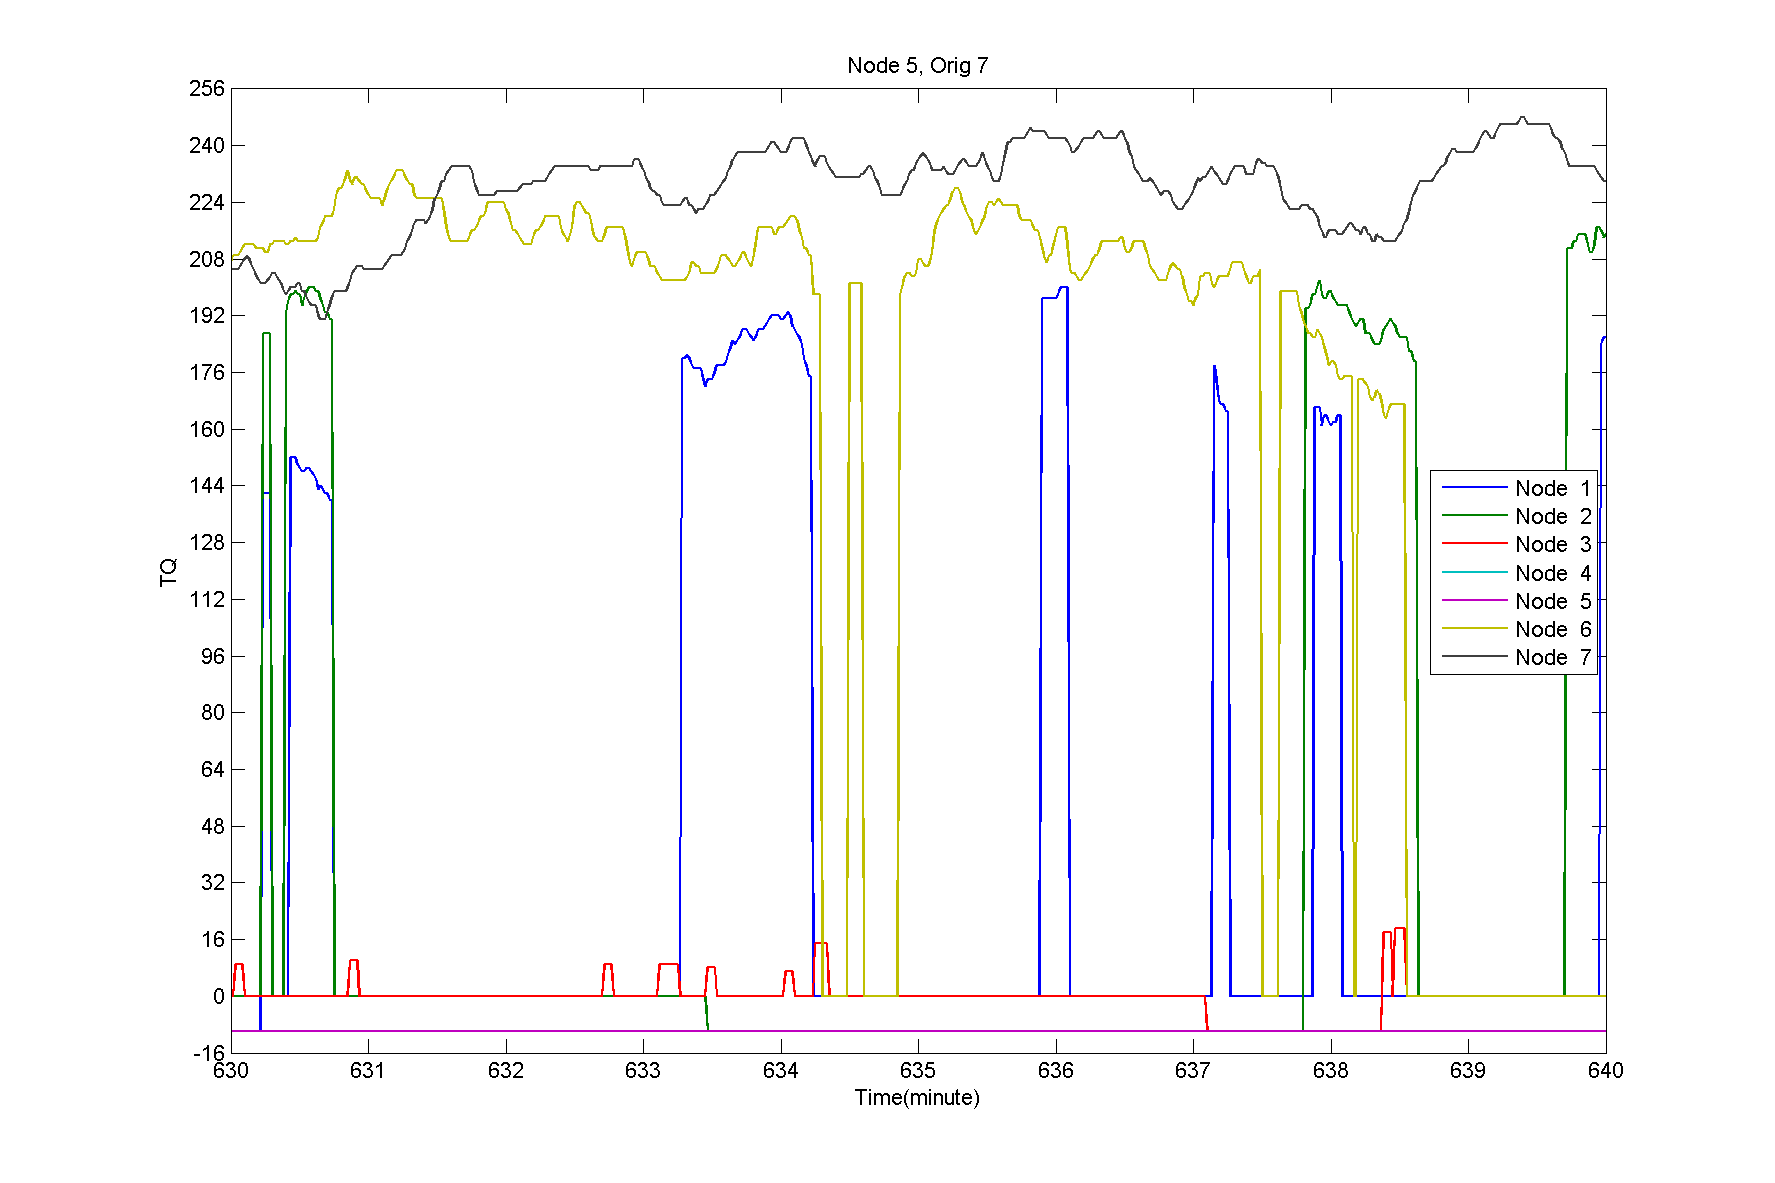 Node 5, Orig 7
256
240
224
208
192
176
160
144
128
112
96
80
64
48
32
16
0
-16
TQ
630 631 632 633 634 635 636 637 638 639 640
Time(minute)
Node 1
Node 2
Node 3
Node 4
Node 5
Node 6
Node 7